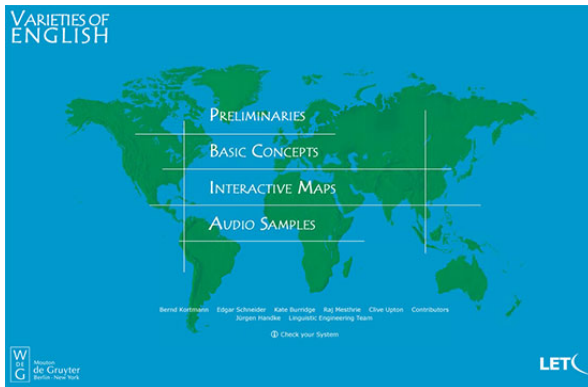 VARIETIES OF
ENGLISH
PRELIMINARIES
BASIC CONCEPTS
INTERACTIVE MAPS
AUDIO SAMPLES
Bernd Kortmann Edgar Schneider Kate Burridge Raj Mesthrie Clive Upton Contributors
Jürgen Handke Linguistic Engineering Team
Check your System
W
DE
G
Mouton
de Gruyter
Berlin · New York
LET